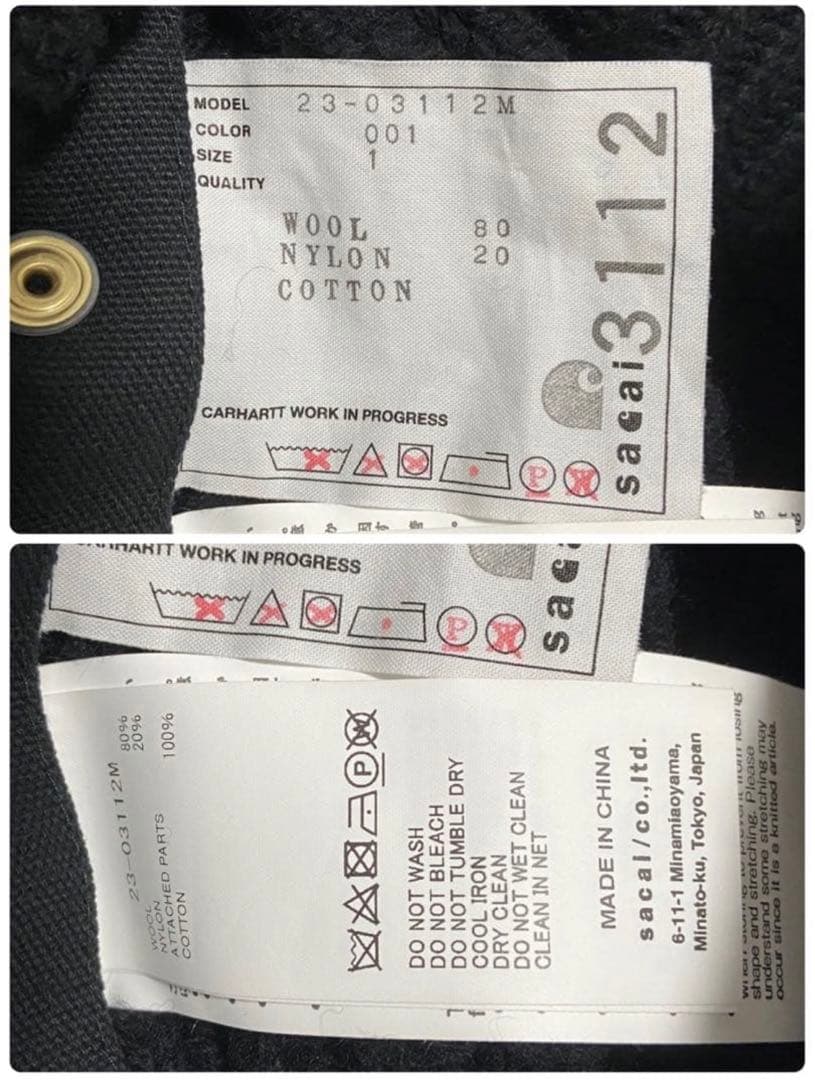 MODEL 23-03112M
COLOR 001
SIZE 1
QUALITY
WOOL 80
NYLON 20
COTTON
CARHARTT WORK IN PROGRESS
P
W
sacai 3112
WORK IN PROGRESS
P
W
23-03112M
WOOL 80%
NYLON 20%
ATTACHED PARTS
COTTON 100%
P
W
DO NOT WASH
DO NOT BLEACH
DO NOT TUMBLE DRY
COOL IRON
DRY CLEAN
DO NOT WET CLEAN
CLEAN IN NET
MADE IN CHINA
sacai/co.,ltd.
6-11-1 Minamiaoyama,
Minato-ku, Tokyo, Japan
shape and stretching. Please
understand some stretching may
occur since it is a knitted article.